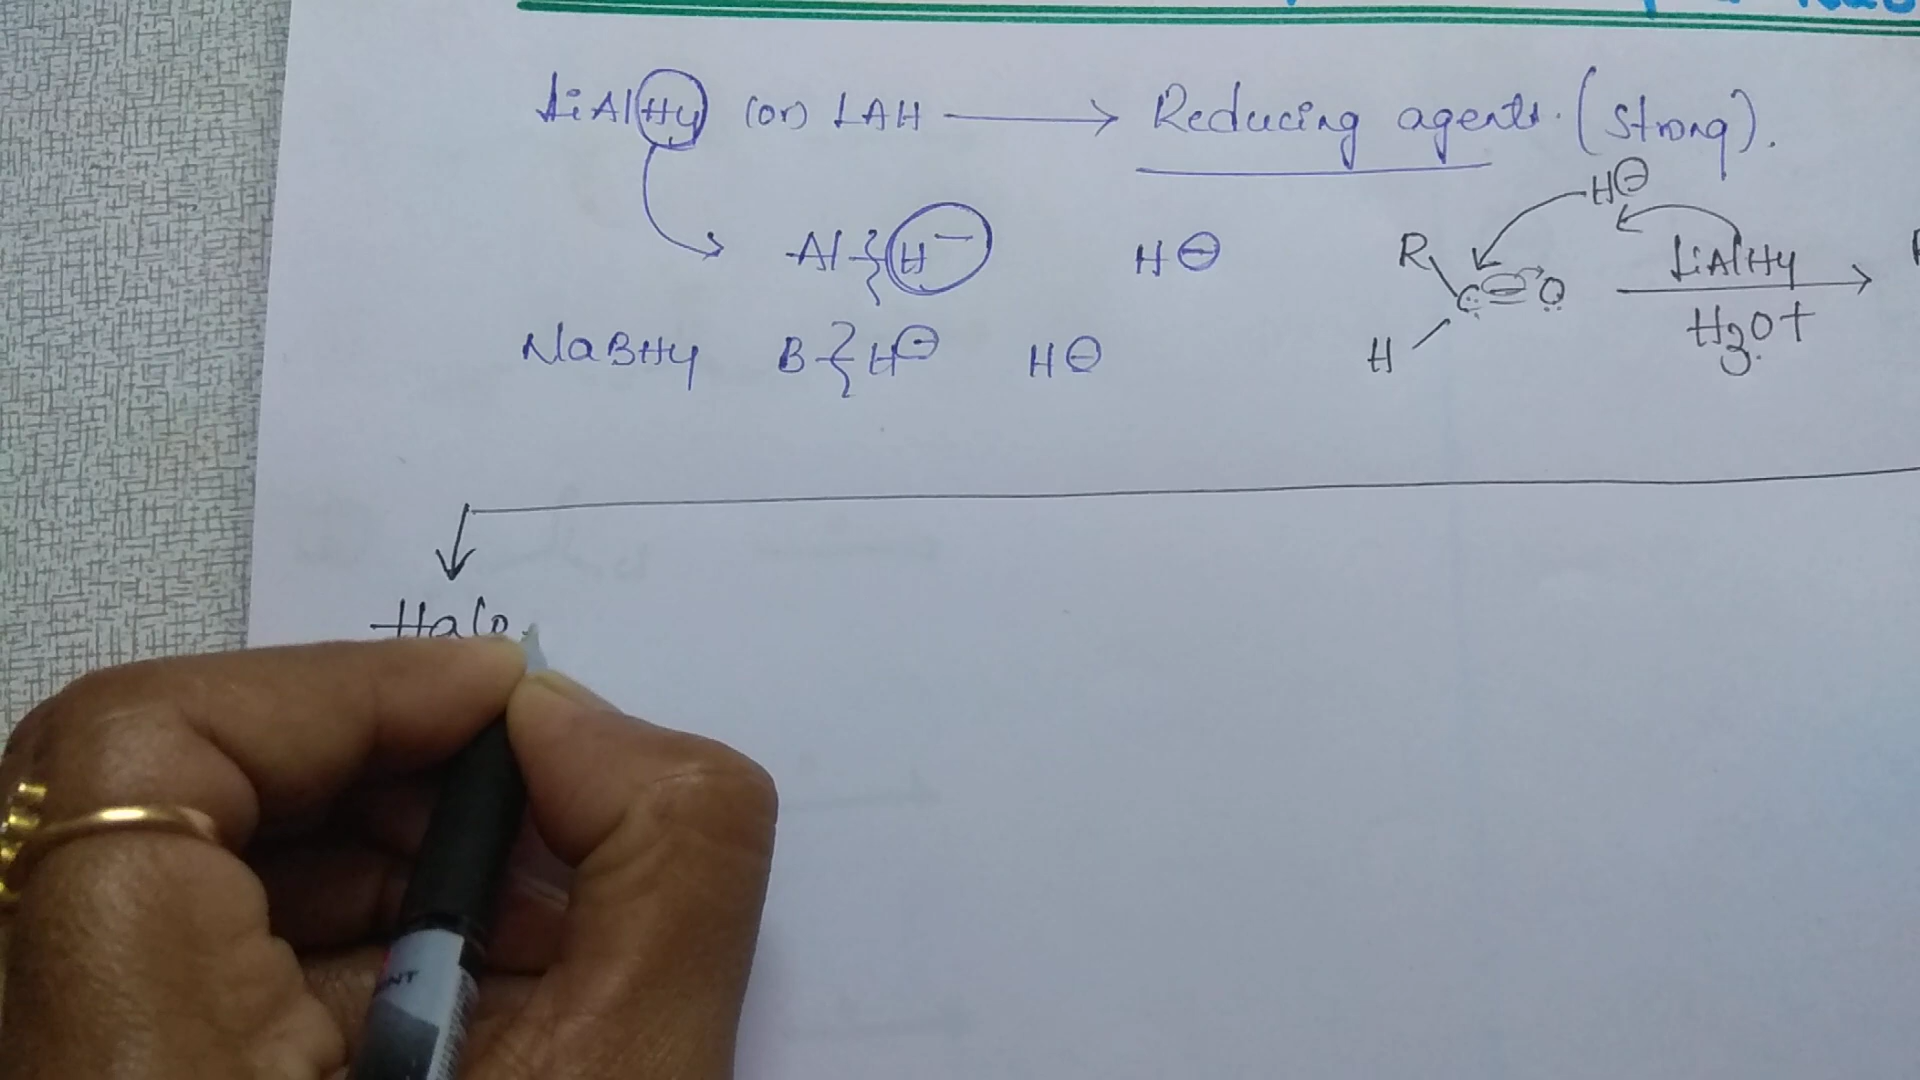 LiAlH4 (or) LAH → Reducing agents. (Strong).
H⊖
Al-}H− H⊖
R
C=O
H
LiAlH4
H3O+
NaBH4 B-}H⊖ H⊖
Halo